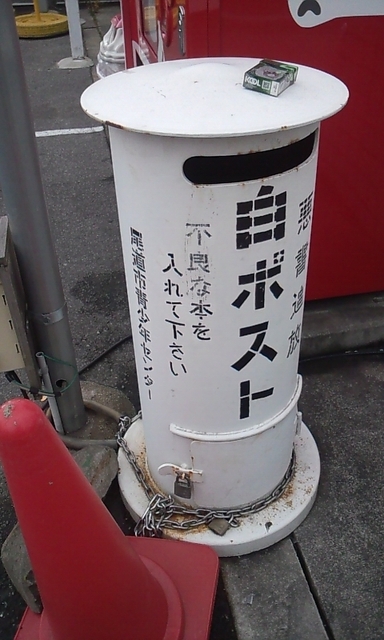 悪書追放
白ポスト
不良な本を
入れて下さい
尾道市青少年センター
KOOL